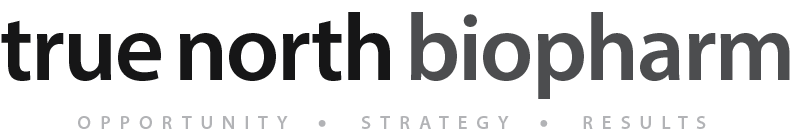 true north biopharm
OPPORTUNITY • STRATEGY • RESULTS